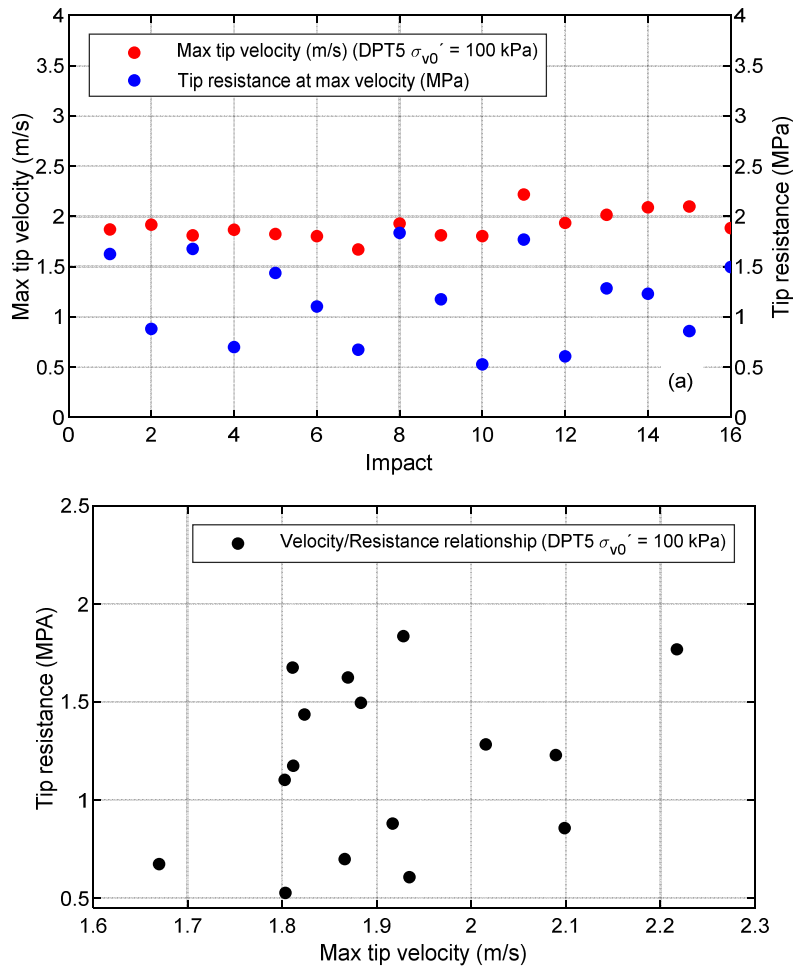 4
3.5
3
2.5
2
1.5
1
0.5
0
Max tip velocity (m/s)
Max tip velocity (m/s) (DPT5 σv0´ = 100 kPa)
Tip resistance at max velocity (MPa)
4
3.5
3
2.5
2
1.5
1
0.5
0
Tip resistance (MPa)
(a)
0 2 4 6 8 10 12 14 16
Impact
2.5
2
1.5
1
0.5
Tip resistance (MPA)
Velocity/Resistance relationship (DPT5 σv0´ = 100 kPa)
1.6 1.7 1.8 1.9 2 2.1 2.2 2.3
Max tip velocity (m/s)